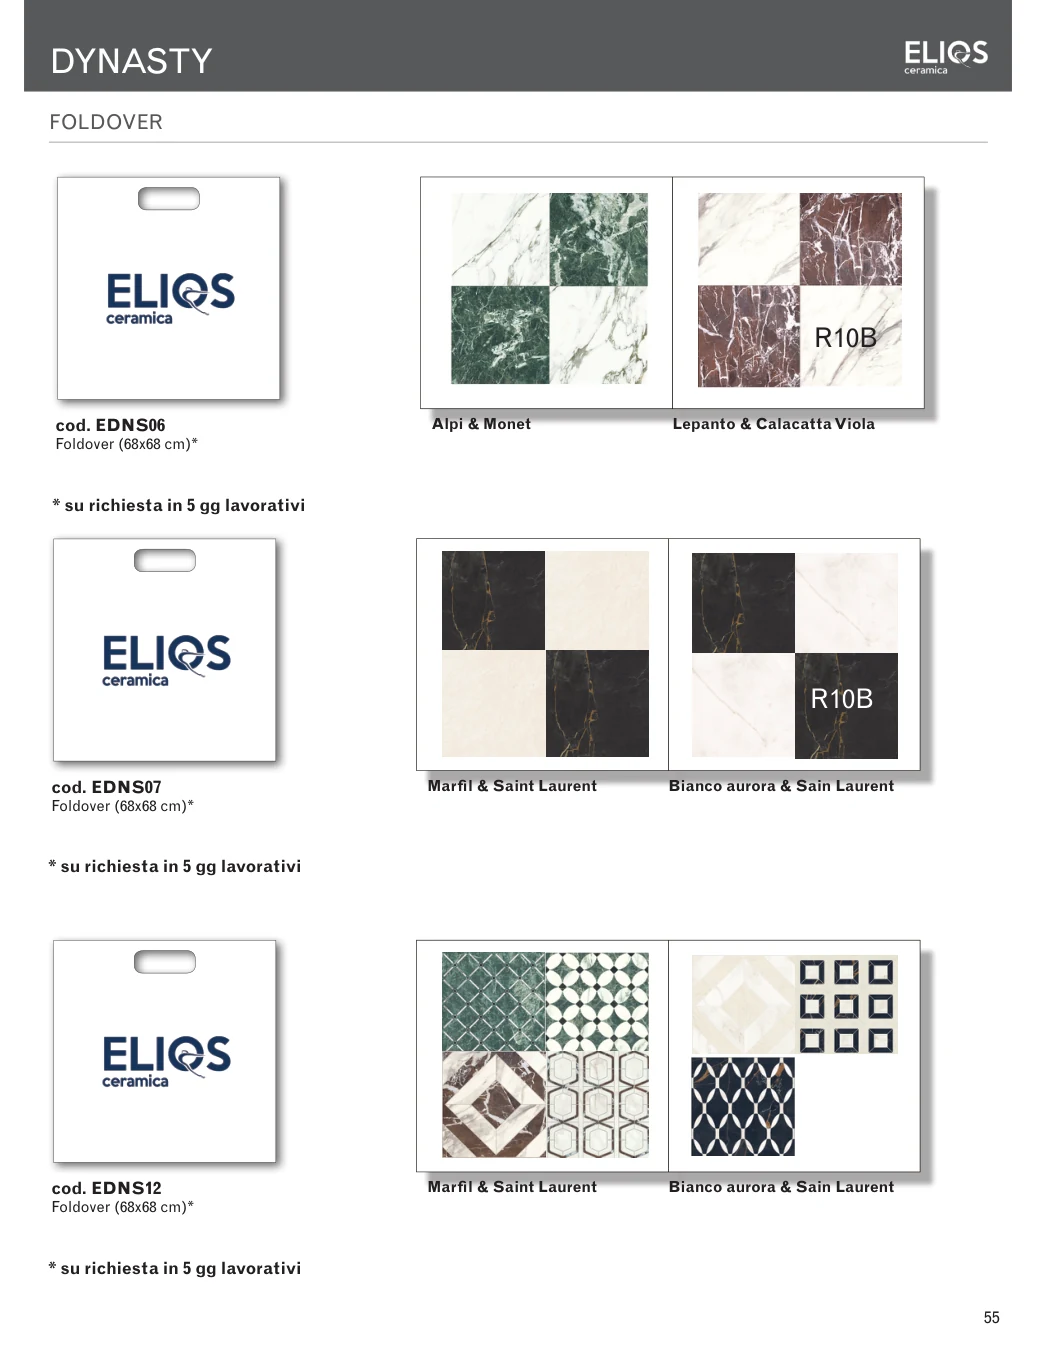 DYNASTY
ELIOS
ceramica
FOLDOVER
ELIOS
ceramica
R10B
cod. EDNS06
Foldover (68x68 cm)*
Alpi & Monet
Lepanto & Calacatta Viola
* su richiesta in 5 gg lavorativi
ELIOS
ceramica
R10B
cod. EDNS07
Foldover (68x68 cm)*
Marfil & Saint Laurent
Bianco aurora & Sain Laurent
* su richiesta in 5 gg lavorativi
ELIOS
ceramica
cod. EDNS12
Foldover (68x68 cm)*
Marfil & Saint Laurent
Bianco aurora & Sain Laurent
* su richiesta in 5 gg lavorativi
55